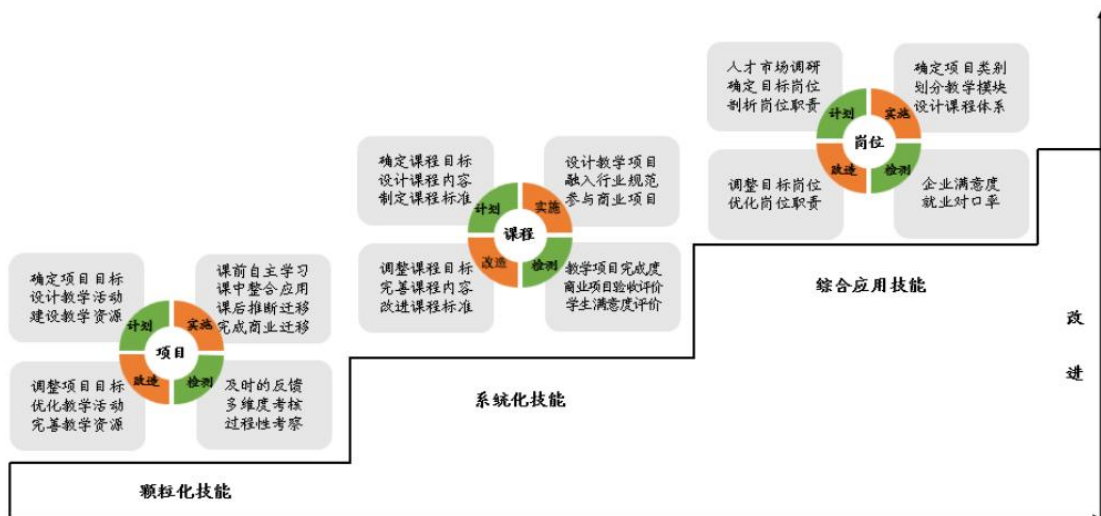 人才市场调研
确定目标岗位
剖析岗位职责
确定项目类别
划分教学模块
设计课程体系
计划
实施
岗位
改造
检测
调整目标岗位
优化岗位职责
企业满意度
就业对口率
确定课程目标
设计课程内容
制定课程标准
设计教学项目
融入行业规范
参与商业项目
计划
实施
课程
改造
检测
调整课程目标
完善课程内容
改进课程标准
教学项目完成度
商业项目验收评价
学生满意度评价
确定项目目标
设计教学活动
建设教学资源
课前自主学习
课中整合应用
课后推断迁移
完成商业迁移
计划
实施
项目
改造
检测
调整项目目标
优化教学活动
完善教学资源
及时的反馈
多维度考核
过程性考察
综合应用技能
系统化技能
颗粒化技能
改
进